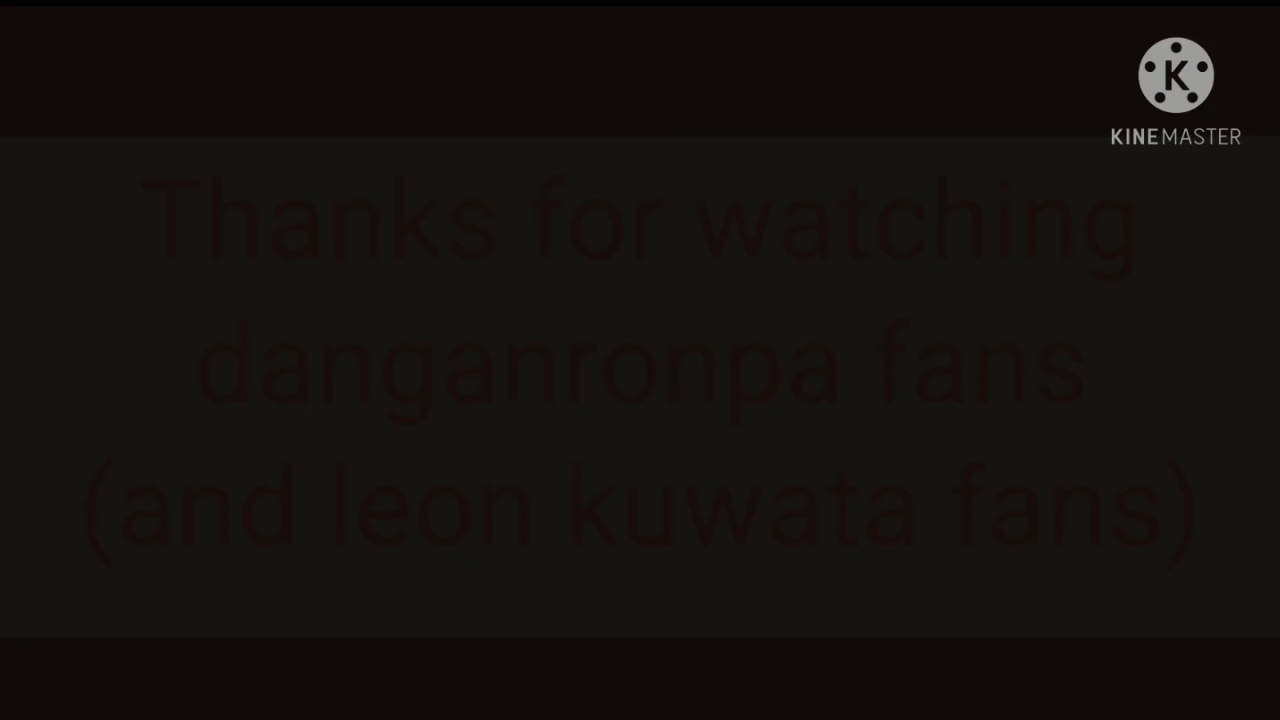 K
KINEMASTER
Thanks for watching
danganronpa fans
(and leon kuwata fans)